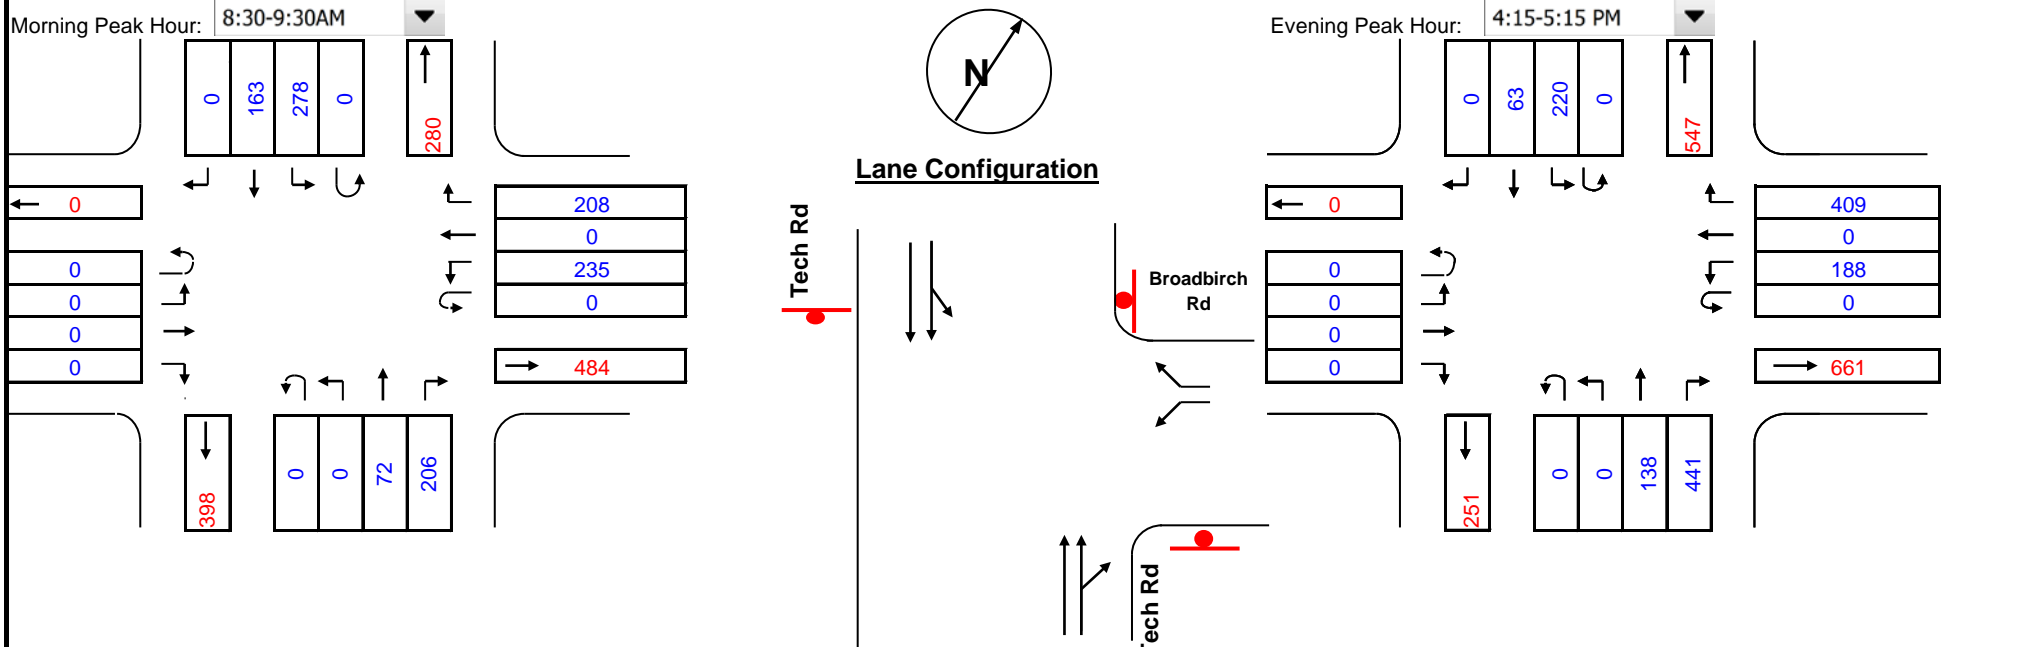 Morning Peak Hour: 8:30-9:30AM
0 163 278 0 280
0
0
0
0
0
208
0
235
0
484
398 0 0 72 206
N
Lane Configuration
Tech Rd
Broadbirch
Rd
Tech Rd
Evening Peak Hour: 4:15-5:15 PM
0 63 220 0 547
0
0
0
0
0
409
0
188
0
661
251 0 0 138 441